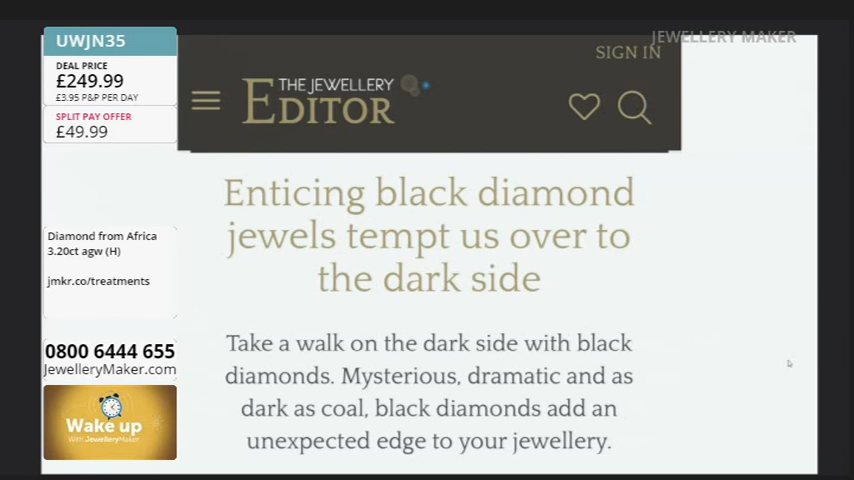 UWJN35
DEAL PRICE
£249.99
£3.95 P&P PER DAY
SPLIT PAY OFFER
£49.99
Diamond from Africa
3.20ct agw (H)
jmkr.co/treatments
0800 6444 655
JewelleryMaker.com
Wake up
With JewelleryMaker
JEWELLERY MAKER
SIGN IN
THE JEWELLERY
EDITOR
Enticing black diamond
jewels tempt us over to
the dark side
Take a walk on the dark side with black
diamonds. Mysterious, dramatic and as
dark as coal, black diamonds add an
unexpected edge to your jewellery.